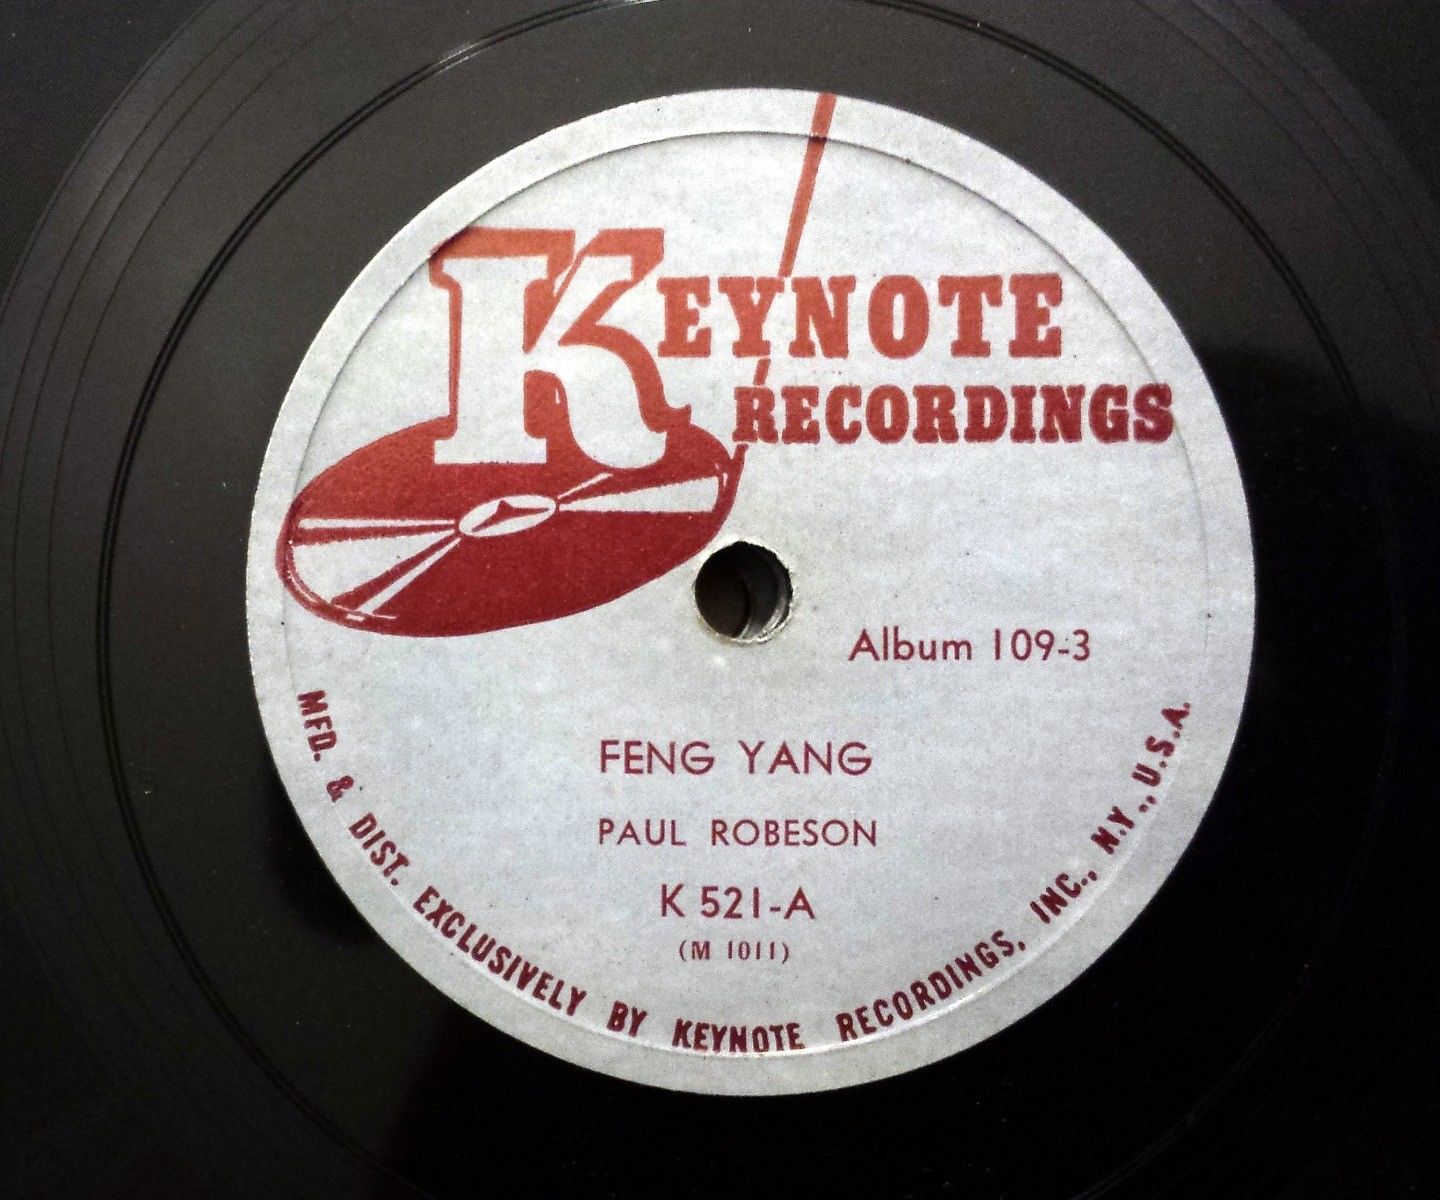 KEYNOTE
RECORDINGS
Album 109-3
FENG YANG
PAUL ROBESON
K 521-A
(M 1011)
MFD. & DIST. EXCLUSIVELY BY KEYNOTE RECORDINGS, INC., N.Y., U.S.A.